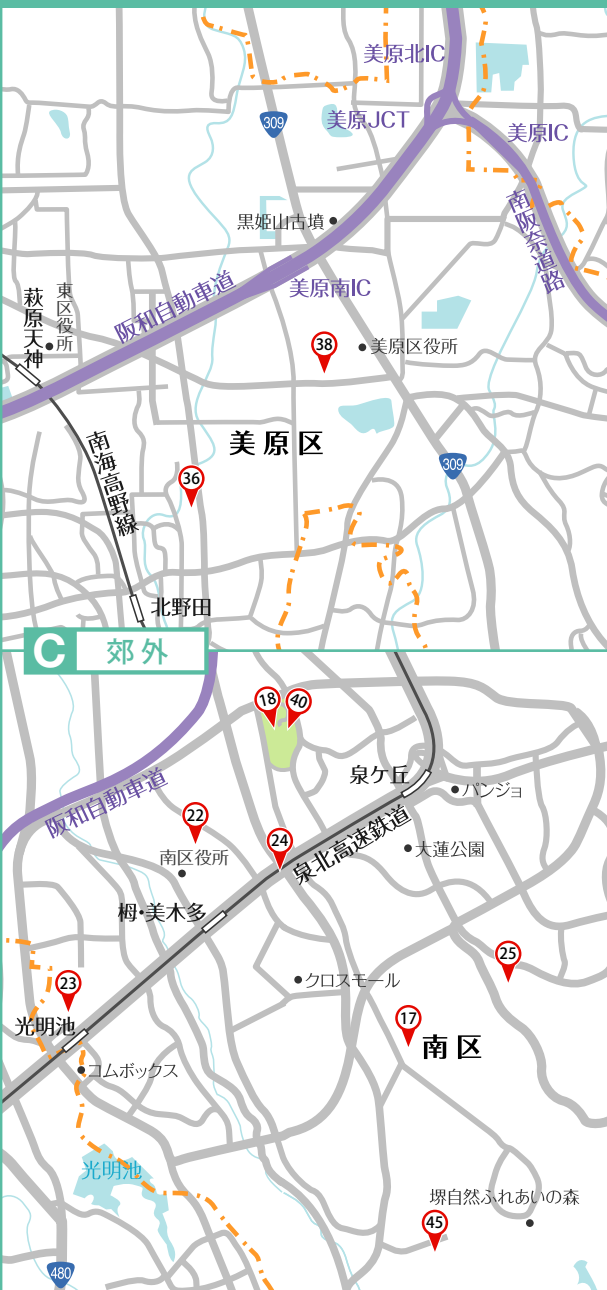 美原北IC
309
美原JCT
美原IC
南阪奈道路
黒姫山古墳
阪和自動車道
美原南IC
萩原天神
東区役所
38
美原区役所
美原区
南海高野線
36
309
北野田
C 郊外
18
40
泉ケ丘
パンジョ
阪和自動車道
22
24
泉北高速鉄道
南区役所
大蓮公園
栂・美木多
25
クロスモール
23
17
光明池
南区
コムボックス
光明池
堺自然ふれあいの森
45
480